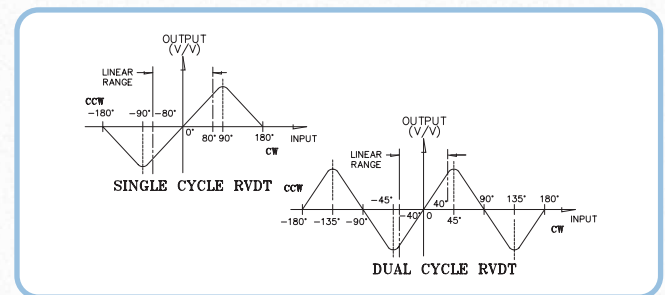 OUTPUT
(V/V)
LINEAR
RANGE
CCW
-180° -90° -80° 0° 80° 90° 180° INPUT
CW
SINGLE CYCLE RVDT
OUTPUT
(V/V)
LINEAR
RANGE
CCW -45° 40° 90° 135° 180°
-180° -135° -90° -40° 0 45° INPUT
CW
DUAL CYCLE RVDT